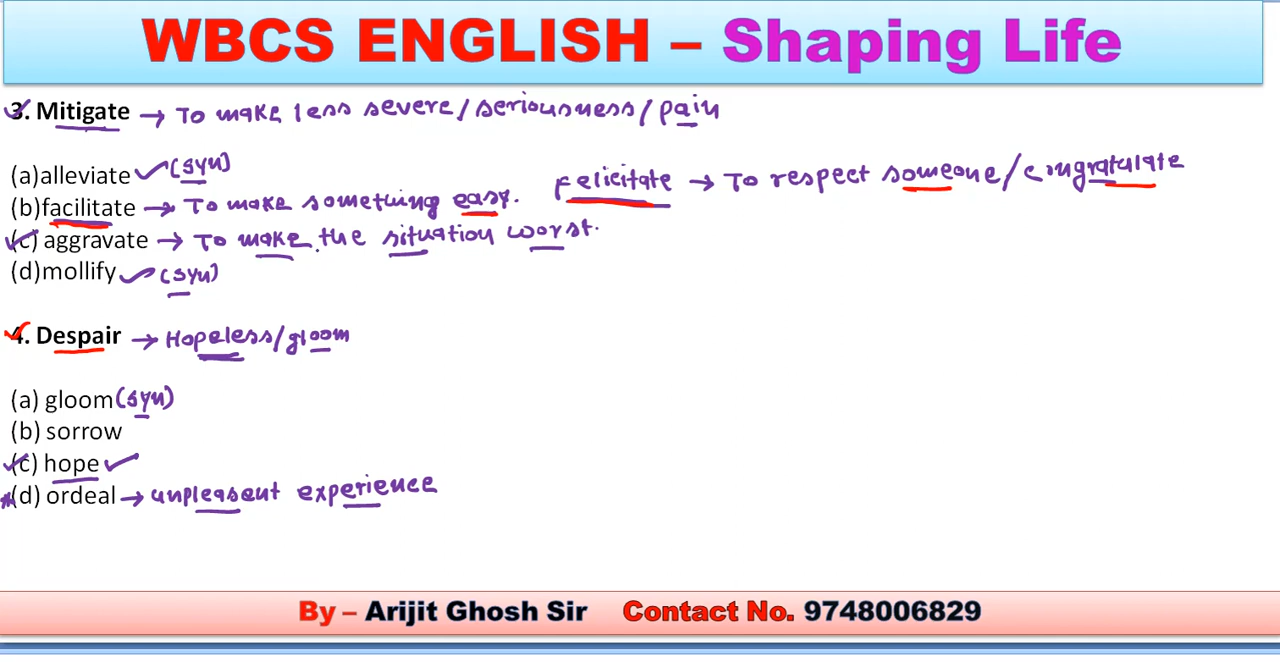 WBCS ENGLISH – Shaping Life
3. Mitigate → To make less severe/seriousness/pain
(a)alleviate ✓(syn)
Felicitate → To respect someone/congratulate
(b)facilitate → To make something easy.
(c) aggravate → To make the situation worst.
(d)mollify ✓(syn)
4. Despair → Hopeless/gloom
(a) gloom(syn)
(b) sorrow
(c) hope ✓
(d) ordeal → unpleasent experience
By – Arijit Ghosh Sir Contact No. 9748006829